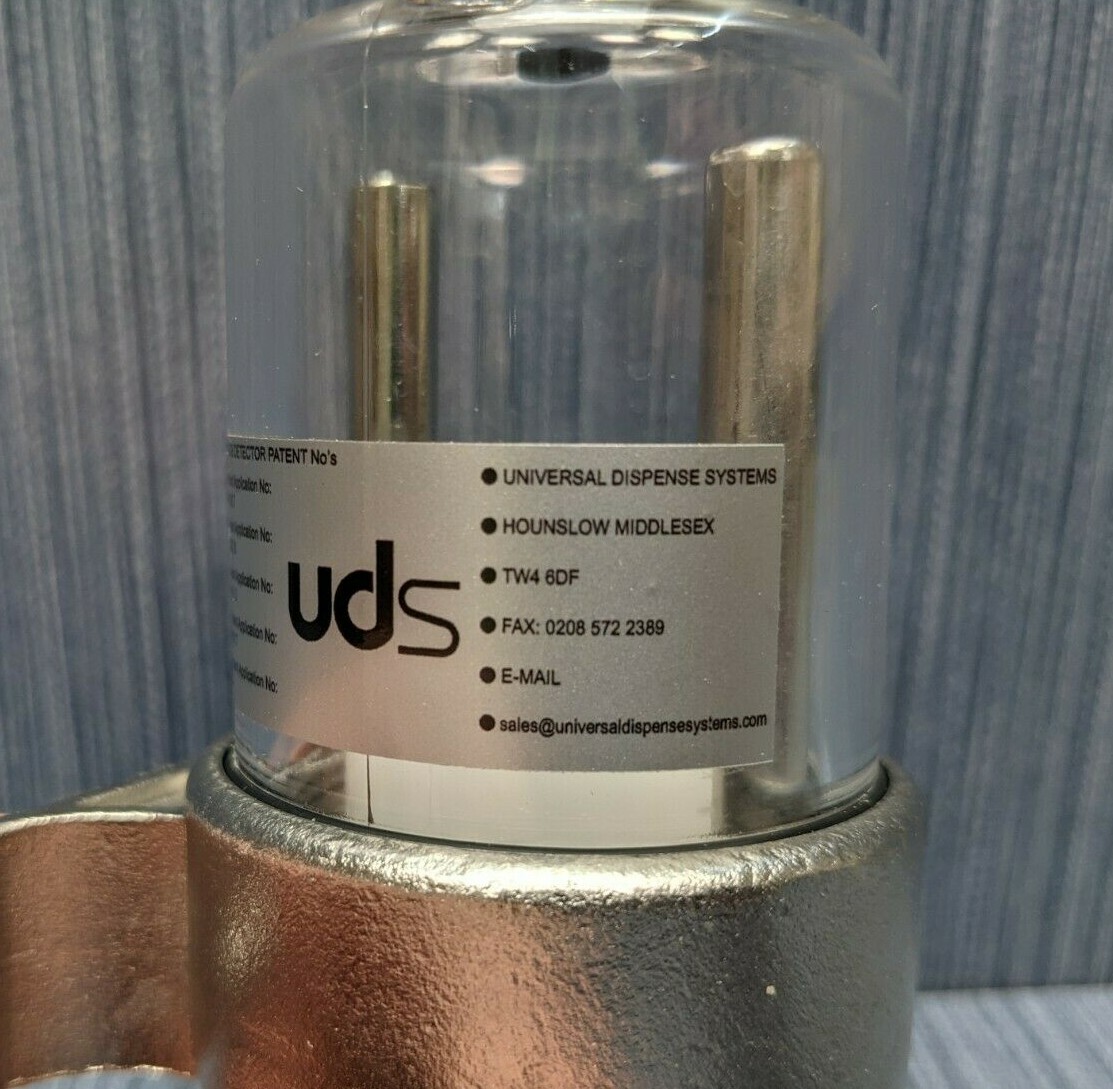 DETECTOR PATENT No's
Application No:
Application No:
Application No:
Application No:
Application No:
uds
● UNIVERSAL DISPENSE SYSTEMS
● HOUNSLOW MIDDLESEX
● TW4 6DF
● FAX: 0208 572 2389
● E-MAIL
● sales@universaldispensesystems.com